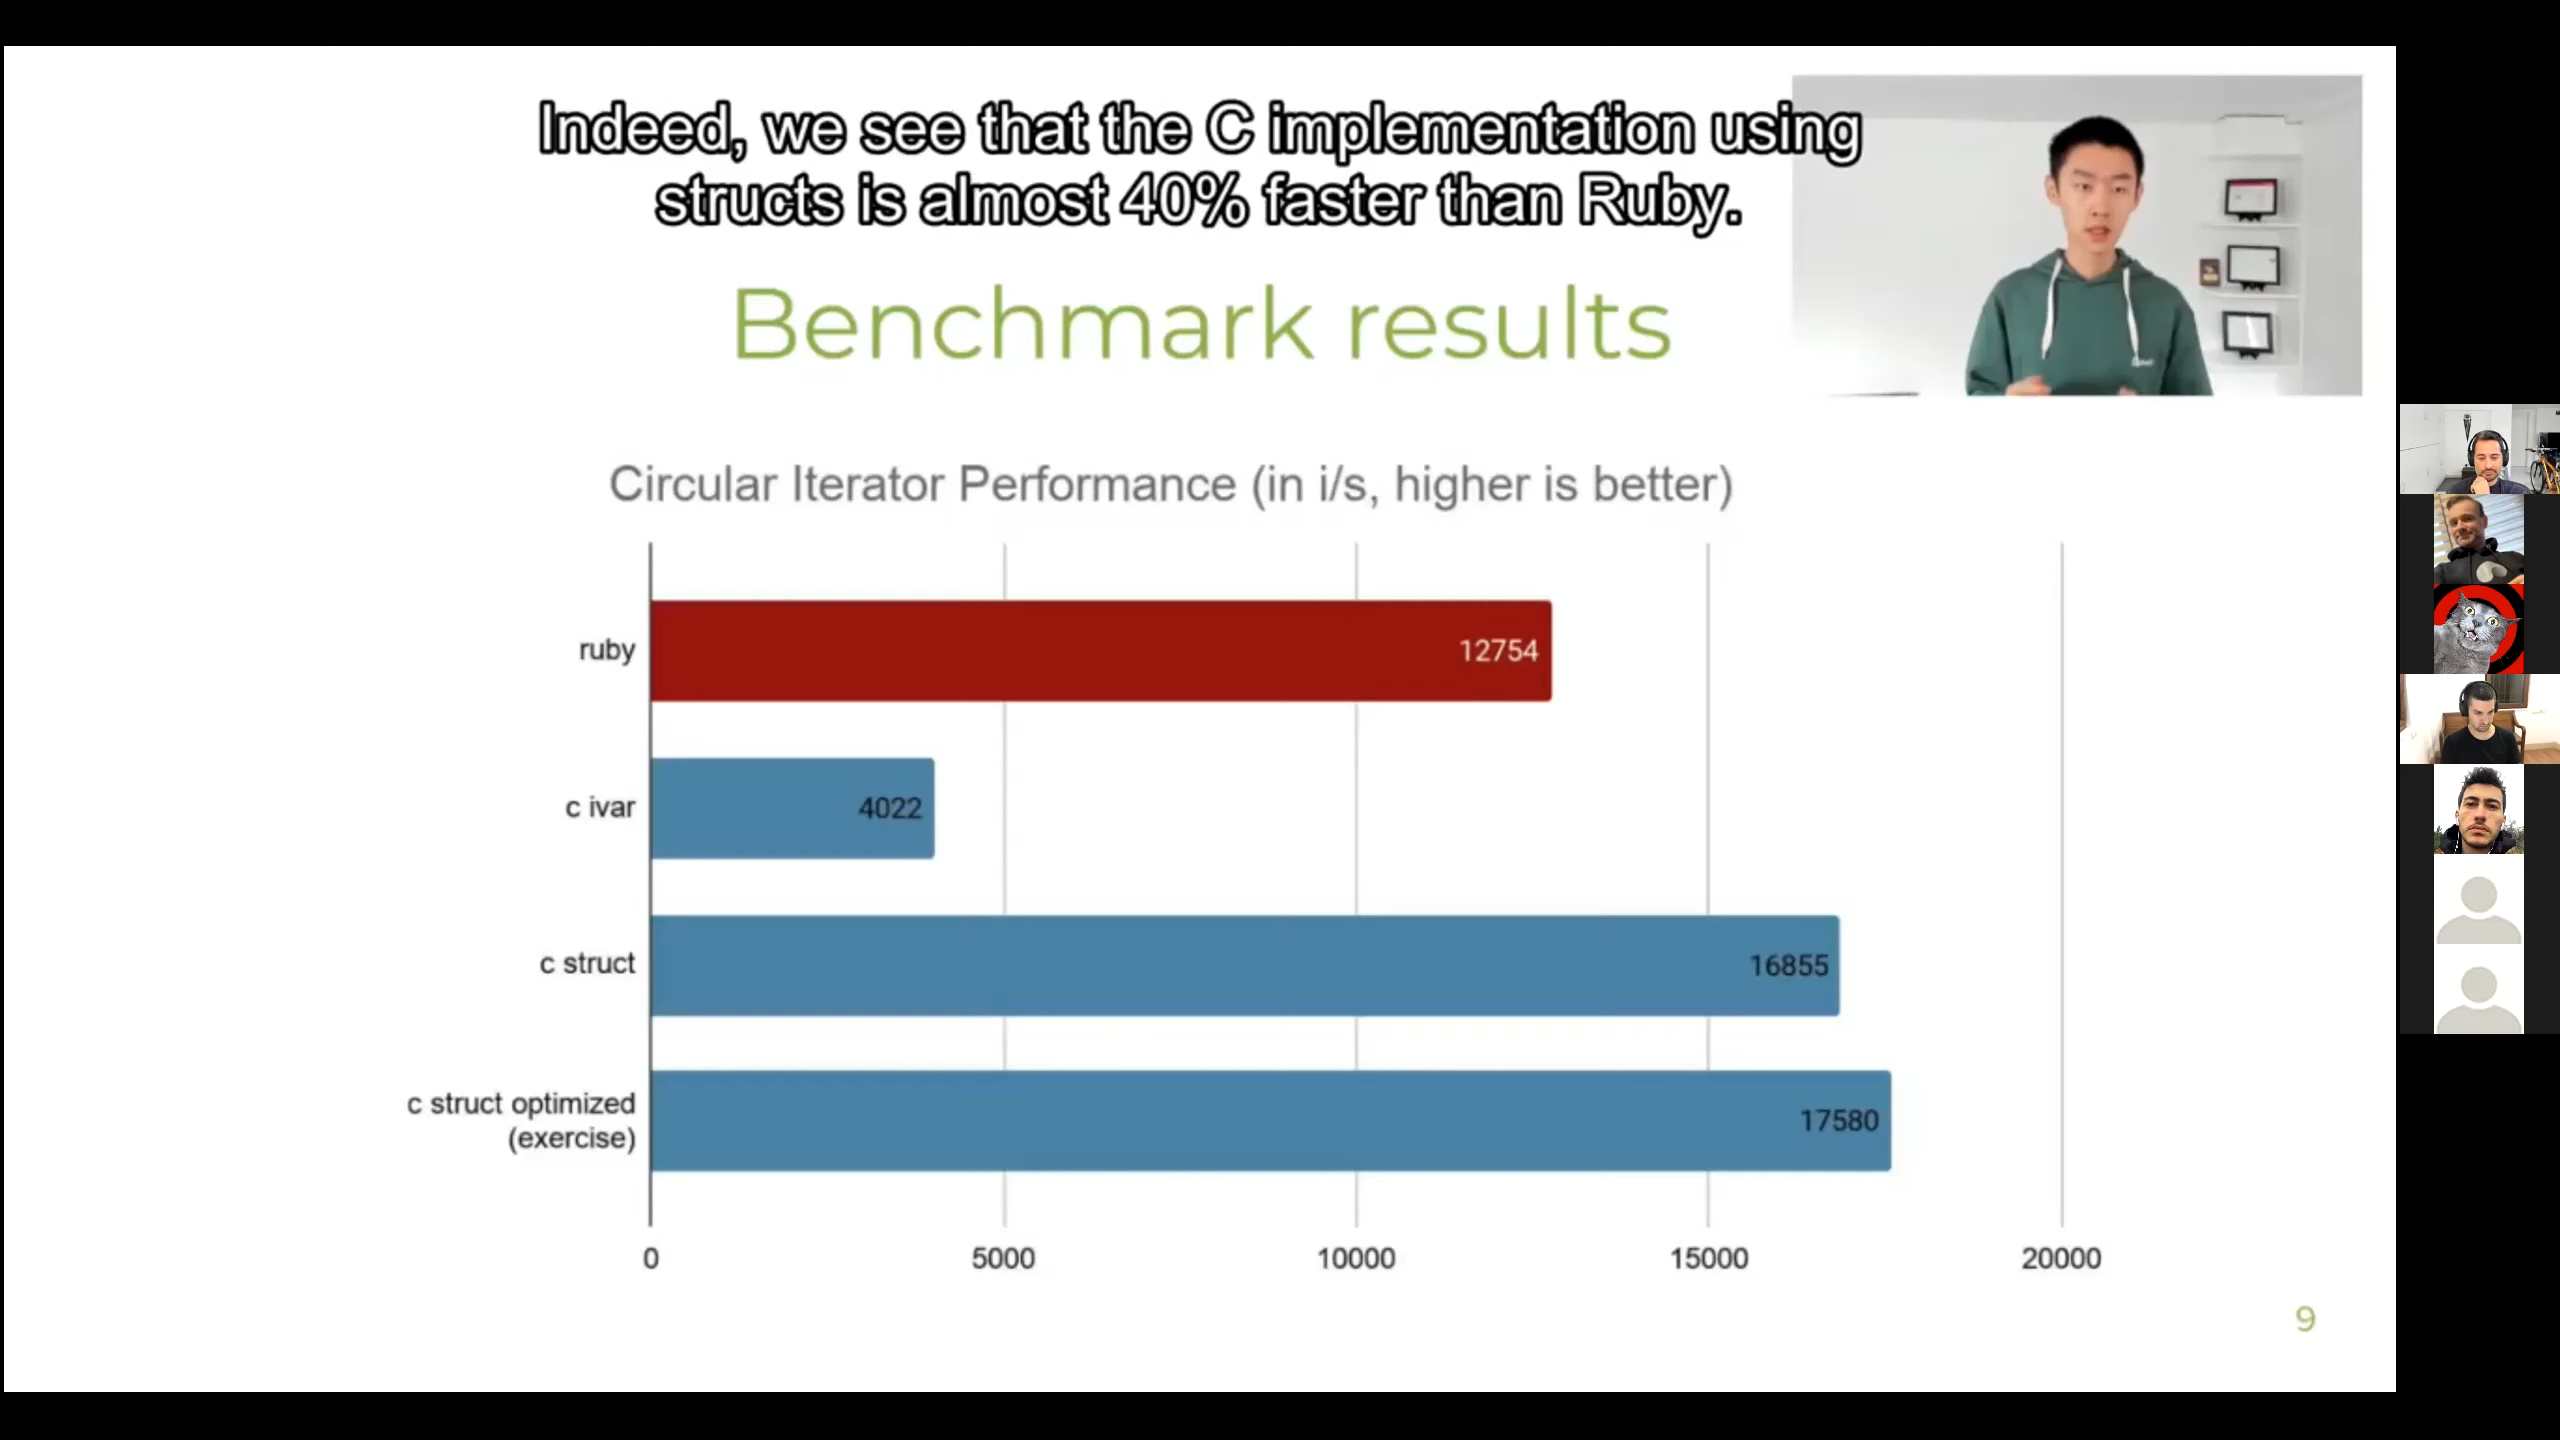 Indeed, we see that the C implementation using
structs is almost 40% faster than Ruby.
Benchmark results
Circular Iterator Performance (in i/s, higher is better)
ruby
12754
c ivar
4022
c struct
16855
c struct optimized
(exercise)
17580
0
5000
10000
15000
20000
9